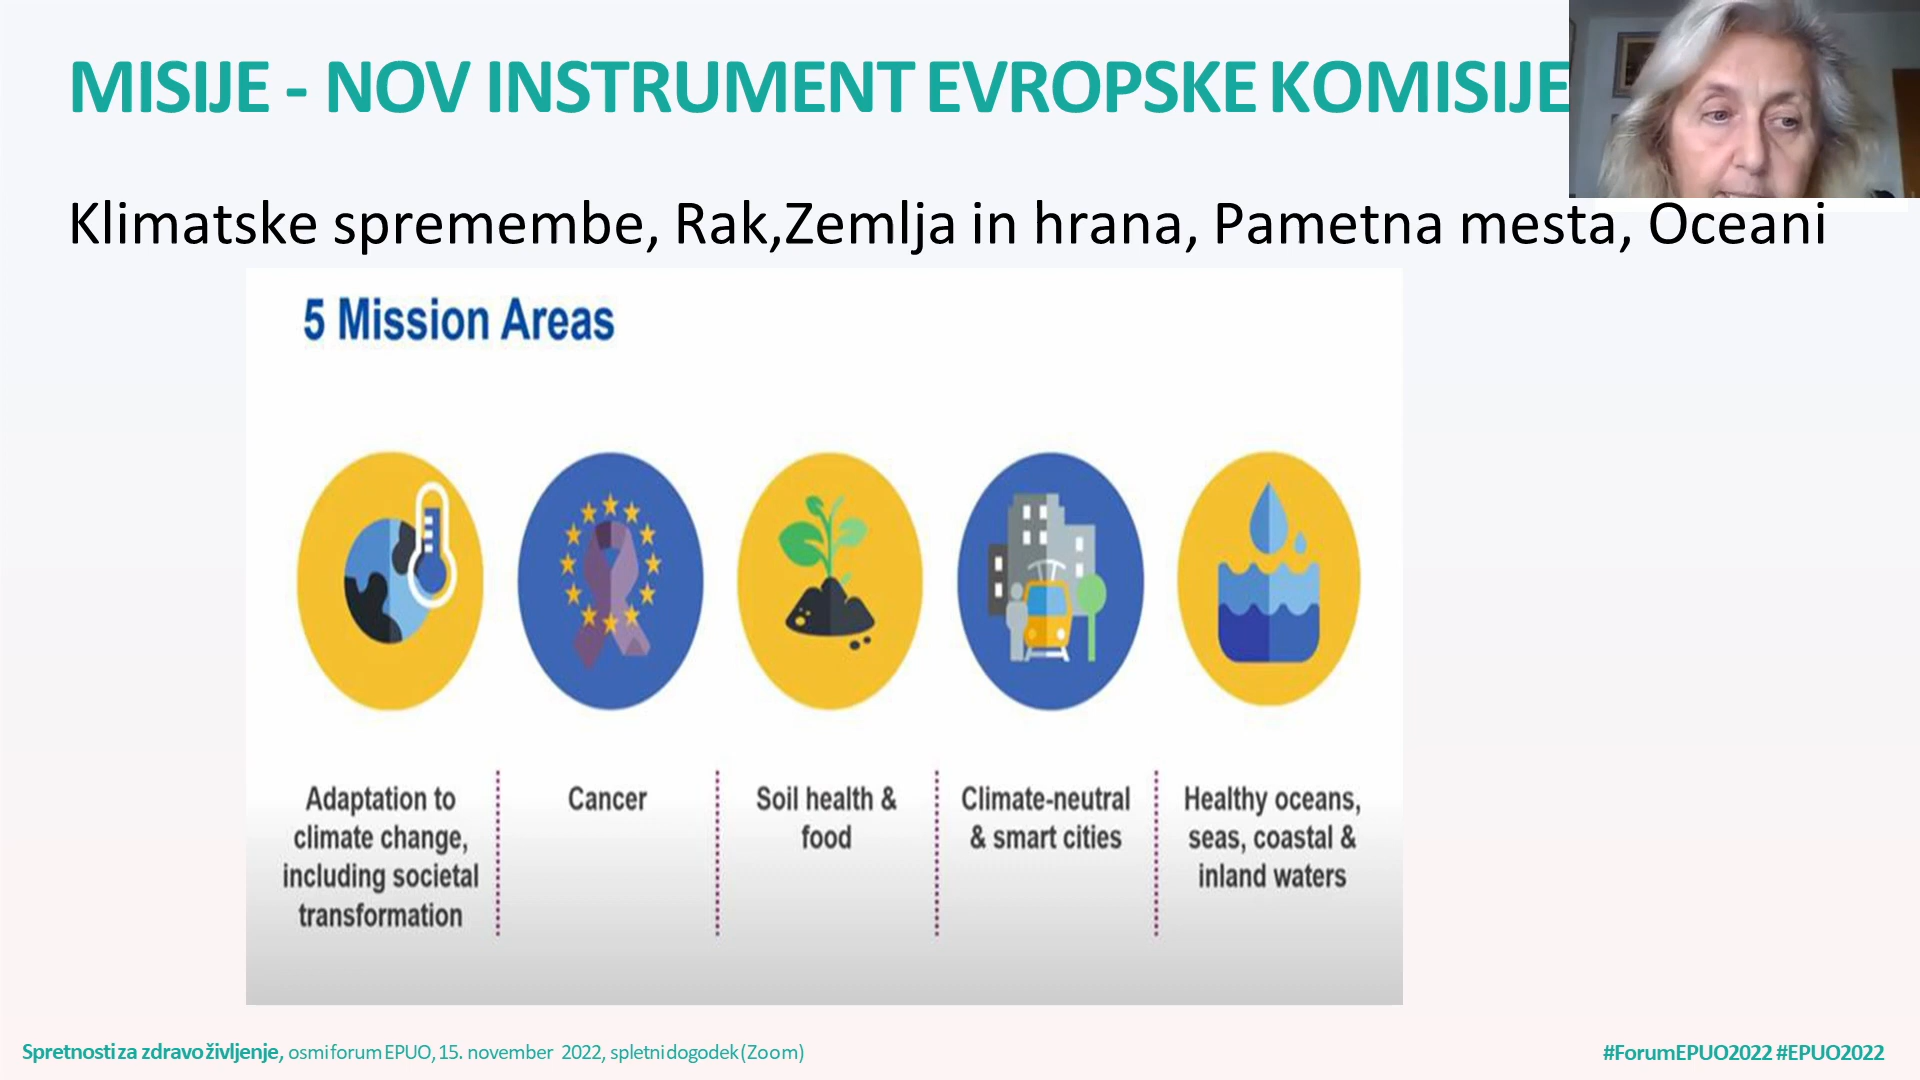 MISIJE - NOV INSTRUMENT EVROPSKE KOMISIJE
Klimatske spremembe, Rak,Zemlja in hrana, Pametna mesta, Oceani
5 Mission Areas
Adaptation to
climate change,
including societal
transformation
Cancer
Soil health &
food
Climate-neutral
& smart cities
Healthy oceans,
seas, coastal &
inland waters
Spretnosti za zdravo življenje, osmi forum EPUO, 15. november 2022, spletni dogodek (Zoom)
#ForumEPUO2022 #EPUO2022